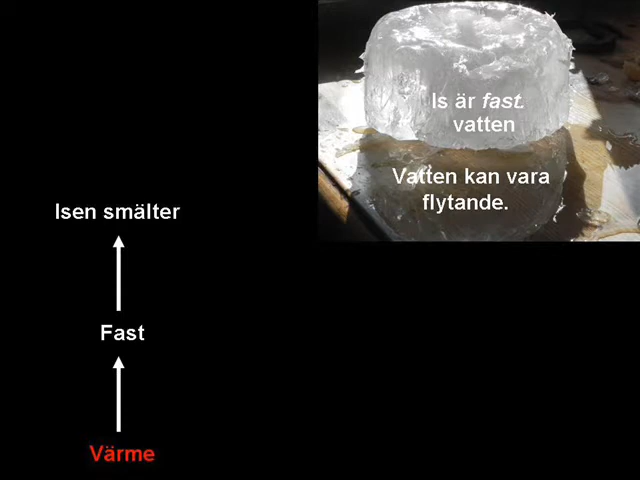 Is är fast.
vatten
Vatten kan vara
flytande.
Isen smälter
Fast
Värme